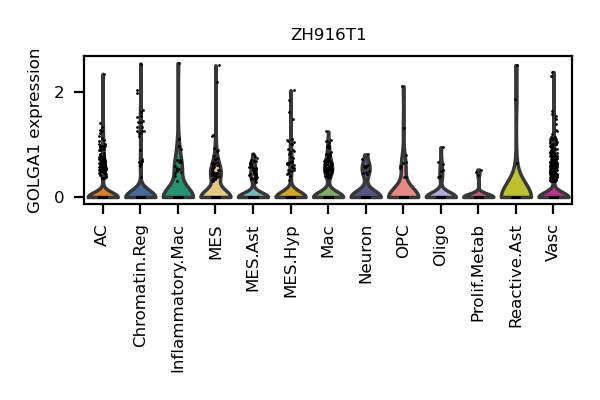 ZH916T1
GOLGA1 expression
2
0
AC
Chromatin.Reg
Inflammatory.Mac
MES
MES.Ast
MES.Hyp
Mac
Neuron
OPC
Oligo
Prolif.Metab
Reactive.Ast
Vasc